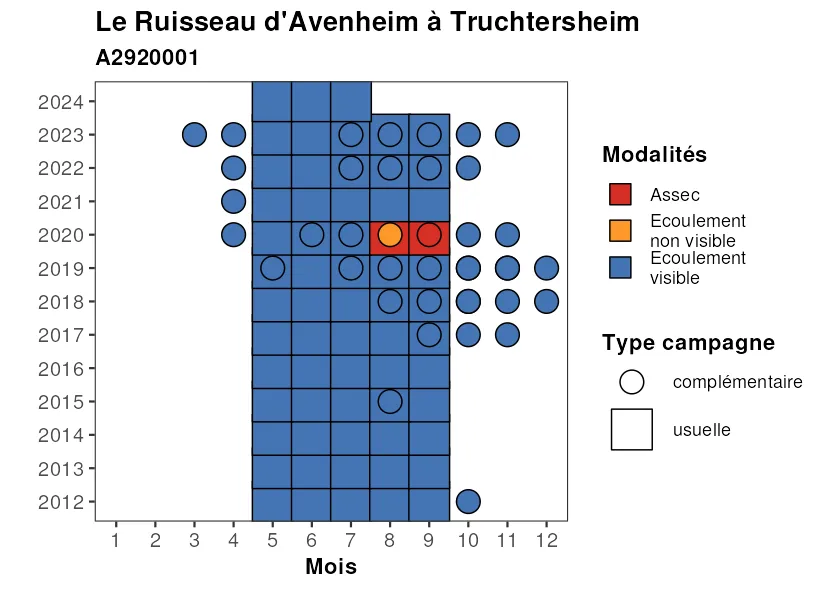 Le Ruisseau d'Avenheim à Truchtersheim
A2920001
2024
2023
2022
2021
2020
2019
2018
2017
2016
2015
2014
2013
2012
1 2 3 4 5 6 7 8 9 10 11 12
Mois
Modalités
Assec
Ecoulement
non visible
Ecoulement
visible
Type campagne
complémentaire
usuelle